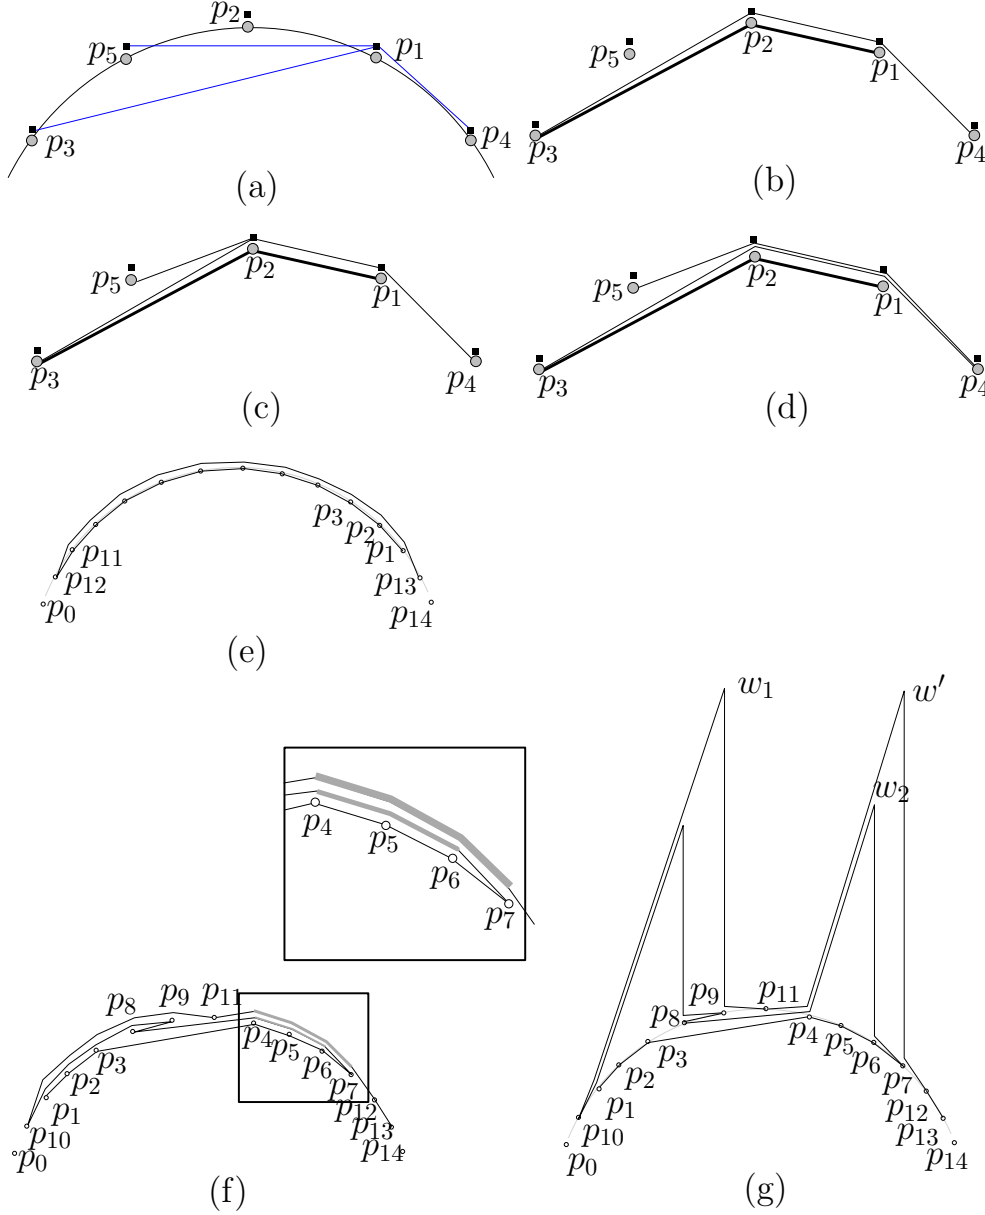 p2
p5 p1
p3 p4
(a)
p5 p2 p1
p3 p4
(b)
p5 p2 p1
p3 p4
(c)
p5 p2 p1
p3 p4
(d)
p3
p2
p11 p1
p12 p13
p0 p14
(e)
p4
p5
p6
p7
p8 p9 p11
p4
p5
p3 p6
p2 p7
p1 p12
p10 p13
p0 p14
(f)
w1 w′
w2
p9 p11
p8 p4
p3 p5
p6
p2 p7
p1 p12
p10 p13
p0 p14
(g)